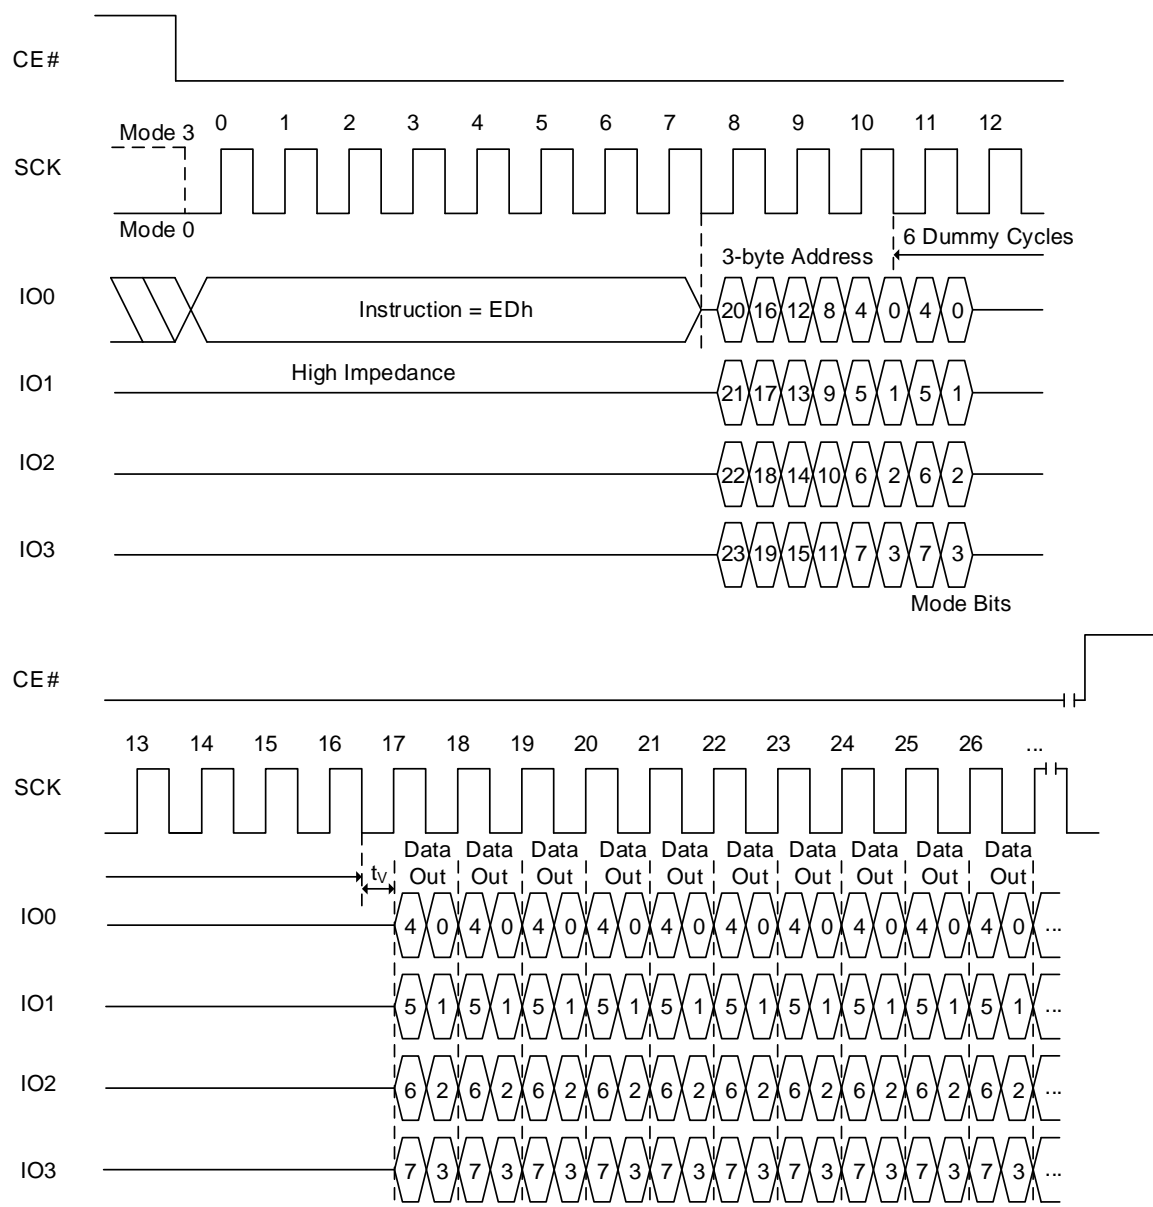 CE#
Mode 3
0 1 2 3 4 5 6 7 8 9 10 11 12
SCK
Mode 0
6 Dummy Cycles
3-byte Address
IO0
Instruction = EDh
20 16 12 8 4 0 4 0
IO1
High Impedance
21 17 13 9 5 1 5 1
IO2
22 18 14 10 6 2 6 2
IO3
23 19 15 11 7 3 7 3
Mode Bits
CE#
13 14 15 16 17 18 19 20 21 22 23 24 25 26 ...
SCK
tV
Data Data Data Data Data Data Data Data Data Data
Out Out Out Out Out Out Out Out Out Out
IO0
4 0 4 0 4 0 4 0 4 0 4 0 4 0 4 0 4 0 4 0 ...
IO1
5 1 5 1 5 1 5 1 5 1 5 1 5 1 5 1 5 1 5 1 ...
IO2
6 2 6 2 6 2 6 2 6 2 6 2 6 2 6 2 6 2 6 2 ...
IO3
7 3 7 3 7 3 7 3 7 3 7 3 7 3 7 3 7 3 7 3 ...